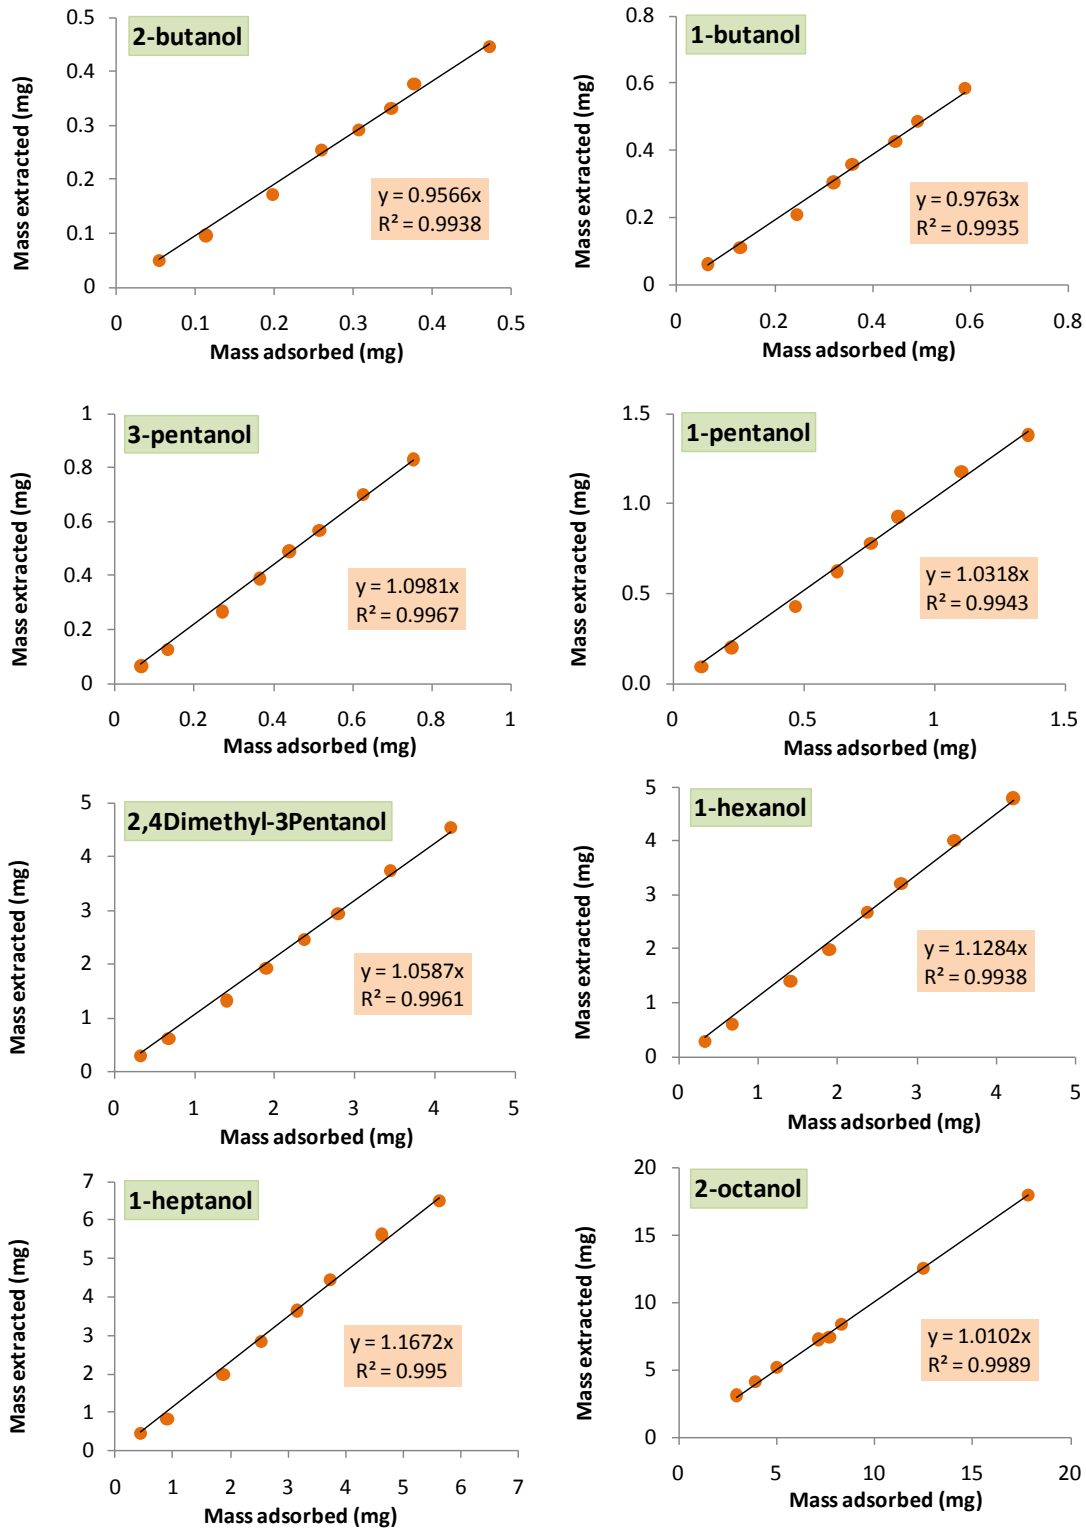 2-butanol
Mass extracted (mg)
0.5
0.4
0.3
0.2
0.1
0
y = 0.9566x
R² = 0.9938
0
0.1
0.2
0.3
0.4
0.5
Mass adsorbed (mg)
1-butanol
Mass extracted (mg)
0.8
0.6
0.4
0.2
0
y = 0.9763x
R² = 0.9935
0
0.2
0.4
0.6
0.8
Mass adsorbed (mg)
3-pentanol
Mass extracted (mg)
1
0.8
0.6
0.4
0.2
0
y = 1.0981x
R² = 0.9967
0
0.2
0.4
0.6
0.8
1
Mass adsorbed (mg)
1-pentanol
Mass extracted (mg)
1.5
1.0
0.5
0.0
y = 1.0318x
R² = 0.9943
0
0.5
1
1.5
Mass adsorbed (mg)
2,4Dimethyl-3Pentanol
Mass extracted (mg)
5
4
3
2
1
0
y = 1.0587x
R² = 0.9961
0
1
2
3
4
5
Mass adsorbed (mg)
1-hexanol
Mass extracted (mg)
5
4
3
2
1
0
y = 1.1284x
R² = 0.9938
0
1
2
3
4
5
Mass adsorbed (mg)
1-heptanol
Mass extracted (mg)
7
6
5
4
3
2
1
0
y = 1.1672x
R² = 0.995
0
1
2
3
4
5
6
7
Mass adsorbed (mg)
2-octanol
Mass extracted (mg)
20
15
10
5
0
y = 1.0102x
R² = 0.9989
0
5
10
15
20
Mass adsorbed (mg)